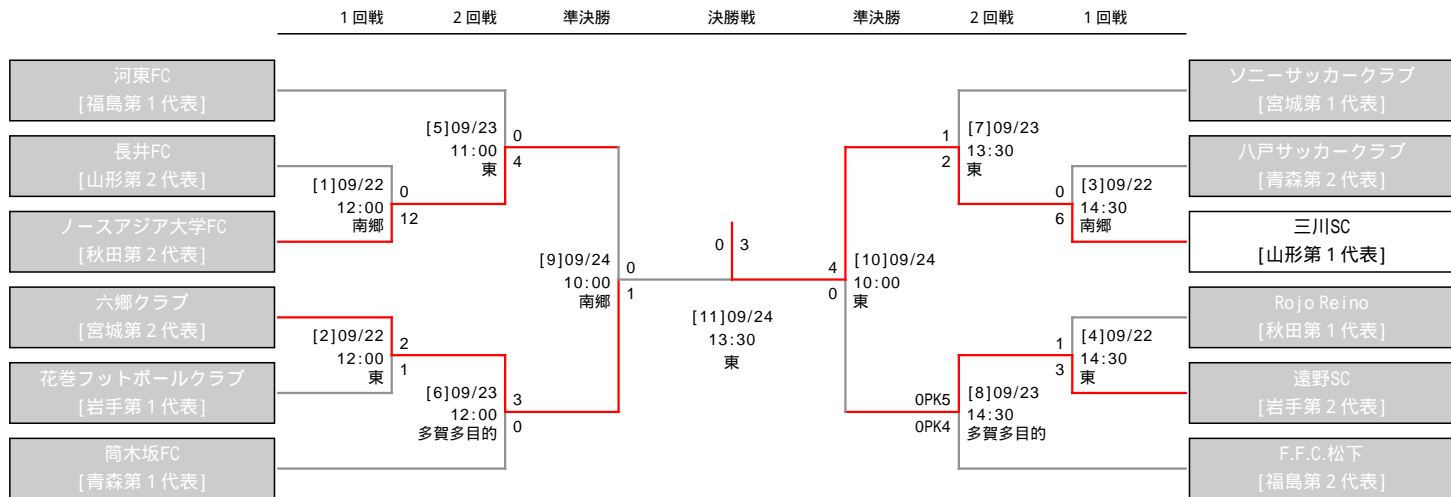 1回戦 2回戦 準決勝 決勝戦 準決勝 2回戦 1回戦
河東FC
[福島第1代表]
長井FC
[山形第2代表]
ノースアジア大学FC
[秋田第2代表]
六郷クラブ
[宮城第2代表]
花巻フットボールクラブ
[岩手第1代表]
筒木坂FC
[青森第1代表]
[1]09/22
12:00
南郷
0
12
[2]09/22
12:00
東
2
1
[5]09/23
11:00
東
0
4
[6]09/23
12:00
多賀多目的
3
0
[9]09/24
10:00
南郷
0
1
0 3
[11]09/24
13:30
東
4
0
[10]09/24
10:00
東
1
2
[7]09/23
13:30
東
0PK5
0PK4
[8]09/23
14:30
多賀多目的
0
6
[3]09/22
14:30
南郷
1
3
[4]09/22
14:30
東
ソニーサッカークラブ
[宮城第1代表]
八戸サッカークラブ
[青森第2代表]
三川SC
[山形第1代表]
Rojo Reino
[秋田第1代表]
遠野SC
[岩手第2代表]
F.F.C.松下
[福島第2代表]